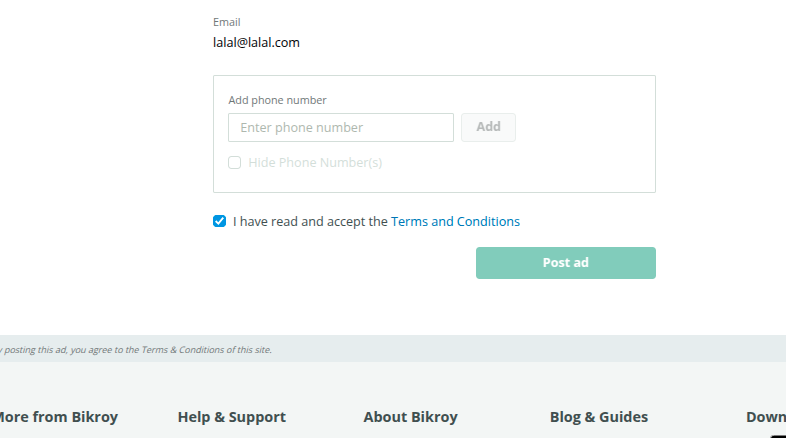 Email
lalal@lalal.com
Add phone number
Enter phone number
Add
Hide Phone Number(s)
I have read and accept the Terms and Conditions
Post ad
posting this ad, you agree to the Terms & Conditions of this site.
More from Bikroy
Help & Support
About Bikroy
Blog & Guides
Down